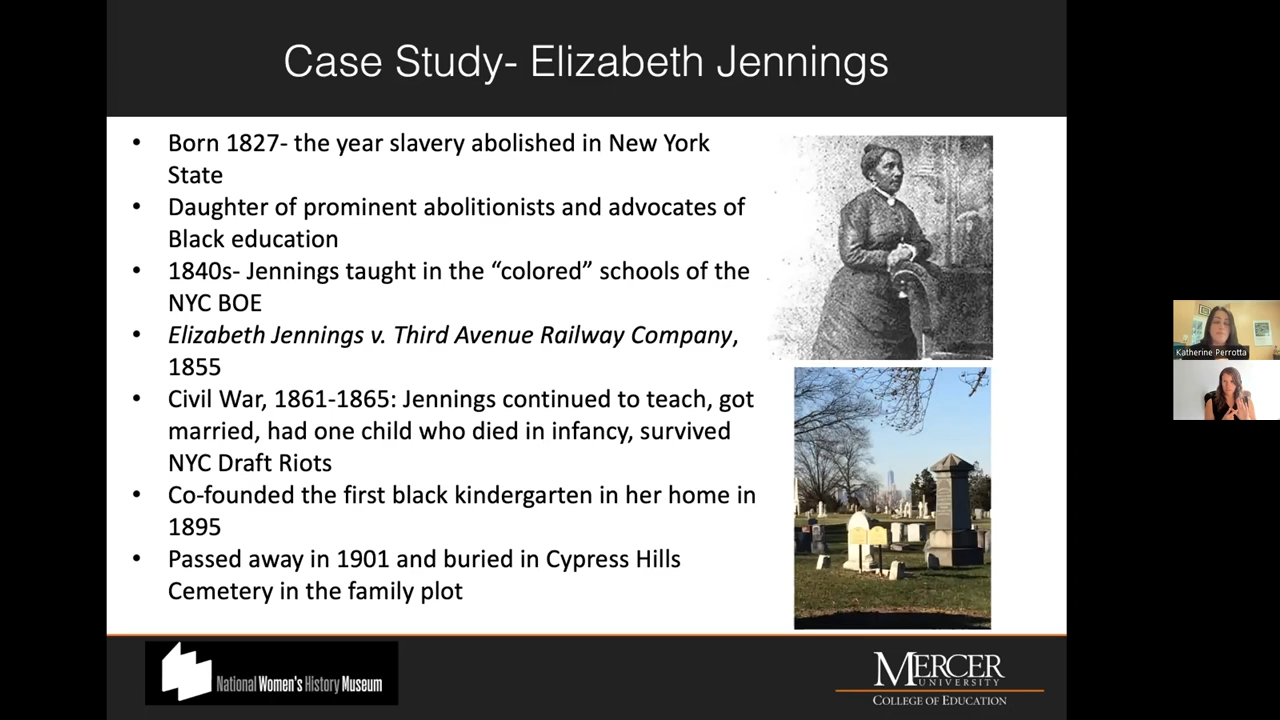 Case Study- Elizabeth Jennings
• Born 1827- the year slavery abolished in New York
State
• Daughter of prominent abolitionists and advocates of
Black education
• 1840s- Jennings taught in the “colored” schools of the
NYC BOE
• Elizabeth Jennings v. Third Avenue Railway Company,
1855
• Civil War, 1861-1865: Jennings continued to teach, got
married, had one child who died in infancy, survived
NYC Draft Riots
• Co-founded the first black kindergarten in her home in
1895
• Passed away in 1901 and buried in Cypress Hills
Cemetery in the family plot
Katherine Perrotta
National Women's History Museum
MERCER
UNIVERSITY
COLLEGE OF EDUCATION